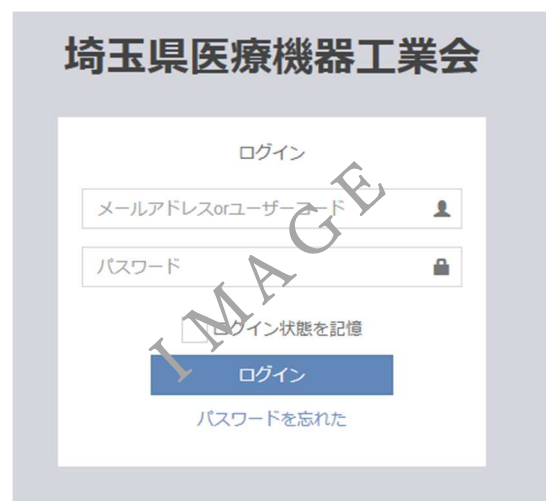 埼玉県医療機器工業会
ログイン
メールアドレスorユーザーコード
パスワード
ログイン状態を記憶
ログイン
パスワードを忘れた
IMAGE